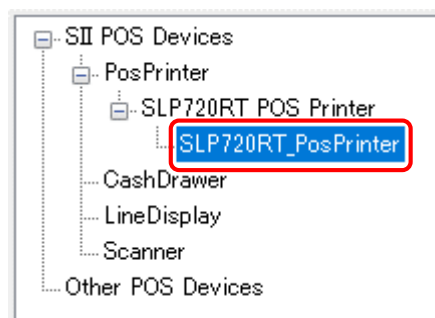 SII POS Devices
PosPrinter
SLP720RT POS Printer
SLP720RT_PosPrinter
CashDrawer
LineDisplay
Scanner
Other POS Devices